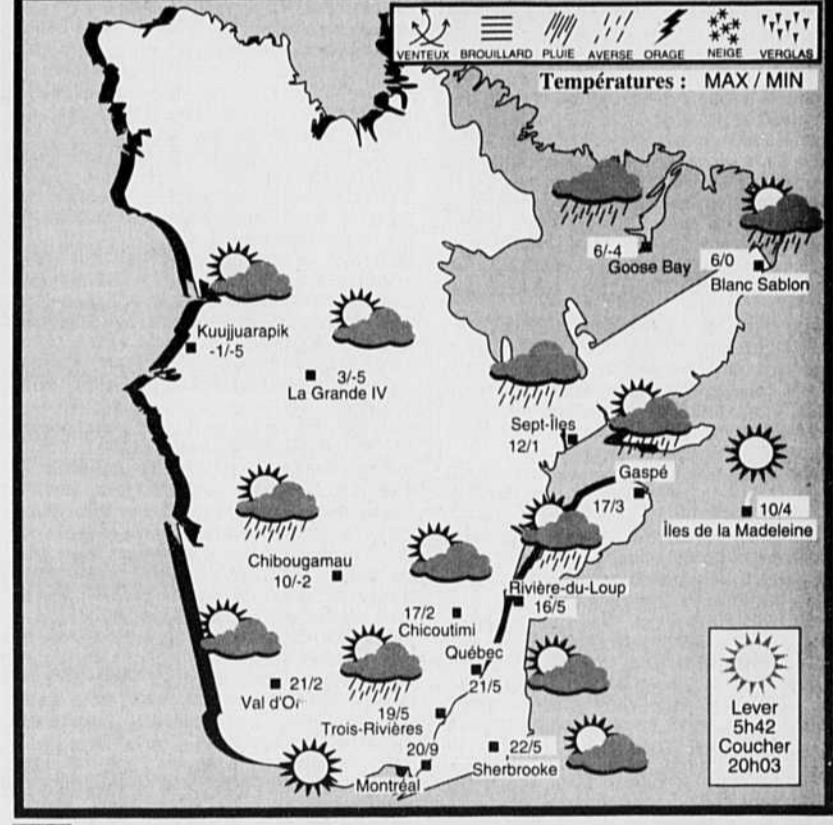 VENTEUX BROUILLARD PLUIE AVERSE ORAGE NEIGE VERGLAS
Températures : MAX / MIN
6/-4
Goose Bay
6/0
Blanc Sablon
Kuujjuarapik
-1/-5
3/-5
La Grande IV
Sept-Îles
12/1
Gaspé
17/3
10/4
Îles de la Madeleine
Chibougamau
10/-2
Rivière-du-Loup
16/5
17/2
Chicoutimi
Québec
21/5
21/2
Val d'Or
19/5
Trois-Rivières
20/9
Montréal
22/5
Sherbrooke
Lever
5h42
Coucher
20h03